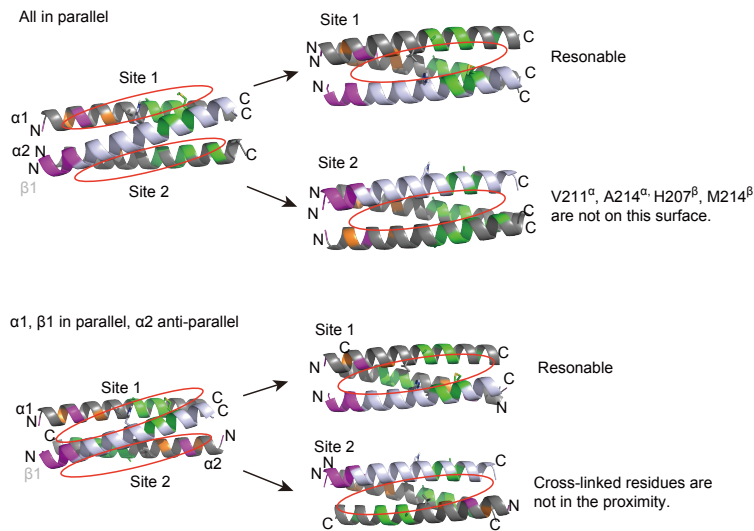 All in parallel
Site 1
α1
N
C
C
α2
N
β1
C
Site 2
Site 1
N
N
N
C
C
C
Resonable
Site 2
N
N
N
C
C
C
V211α, A214α, H207β, M214β
are not on this surface.
α1, β1 in parallel, α2 anti-parallel
Site 1
α1
N
C
C
C
N
N
β1
α2
Site 2
Site 1
C
N
N
C
C
N
Resonable
Site 2
N
N
C
C
N
C
Cross-linked residues are
not in the proximity.